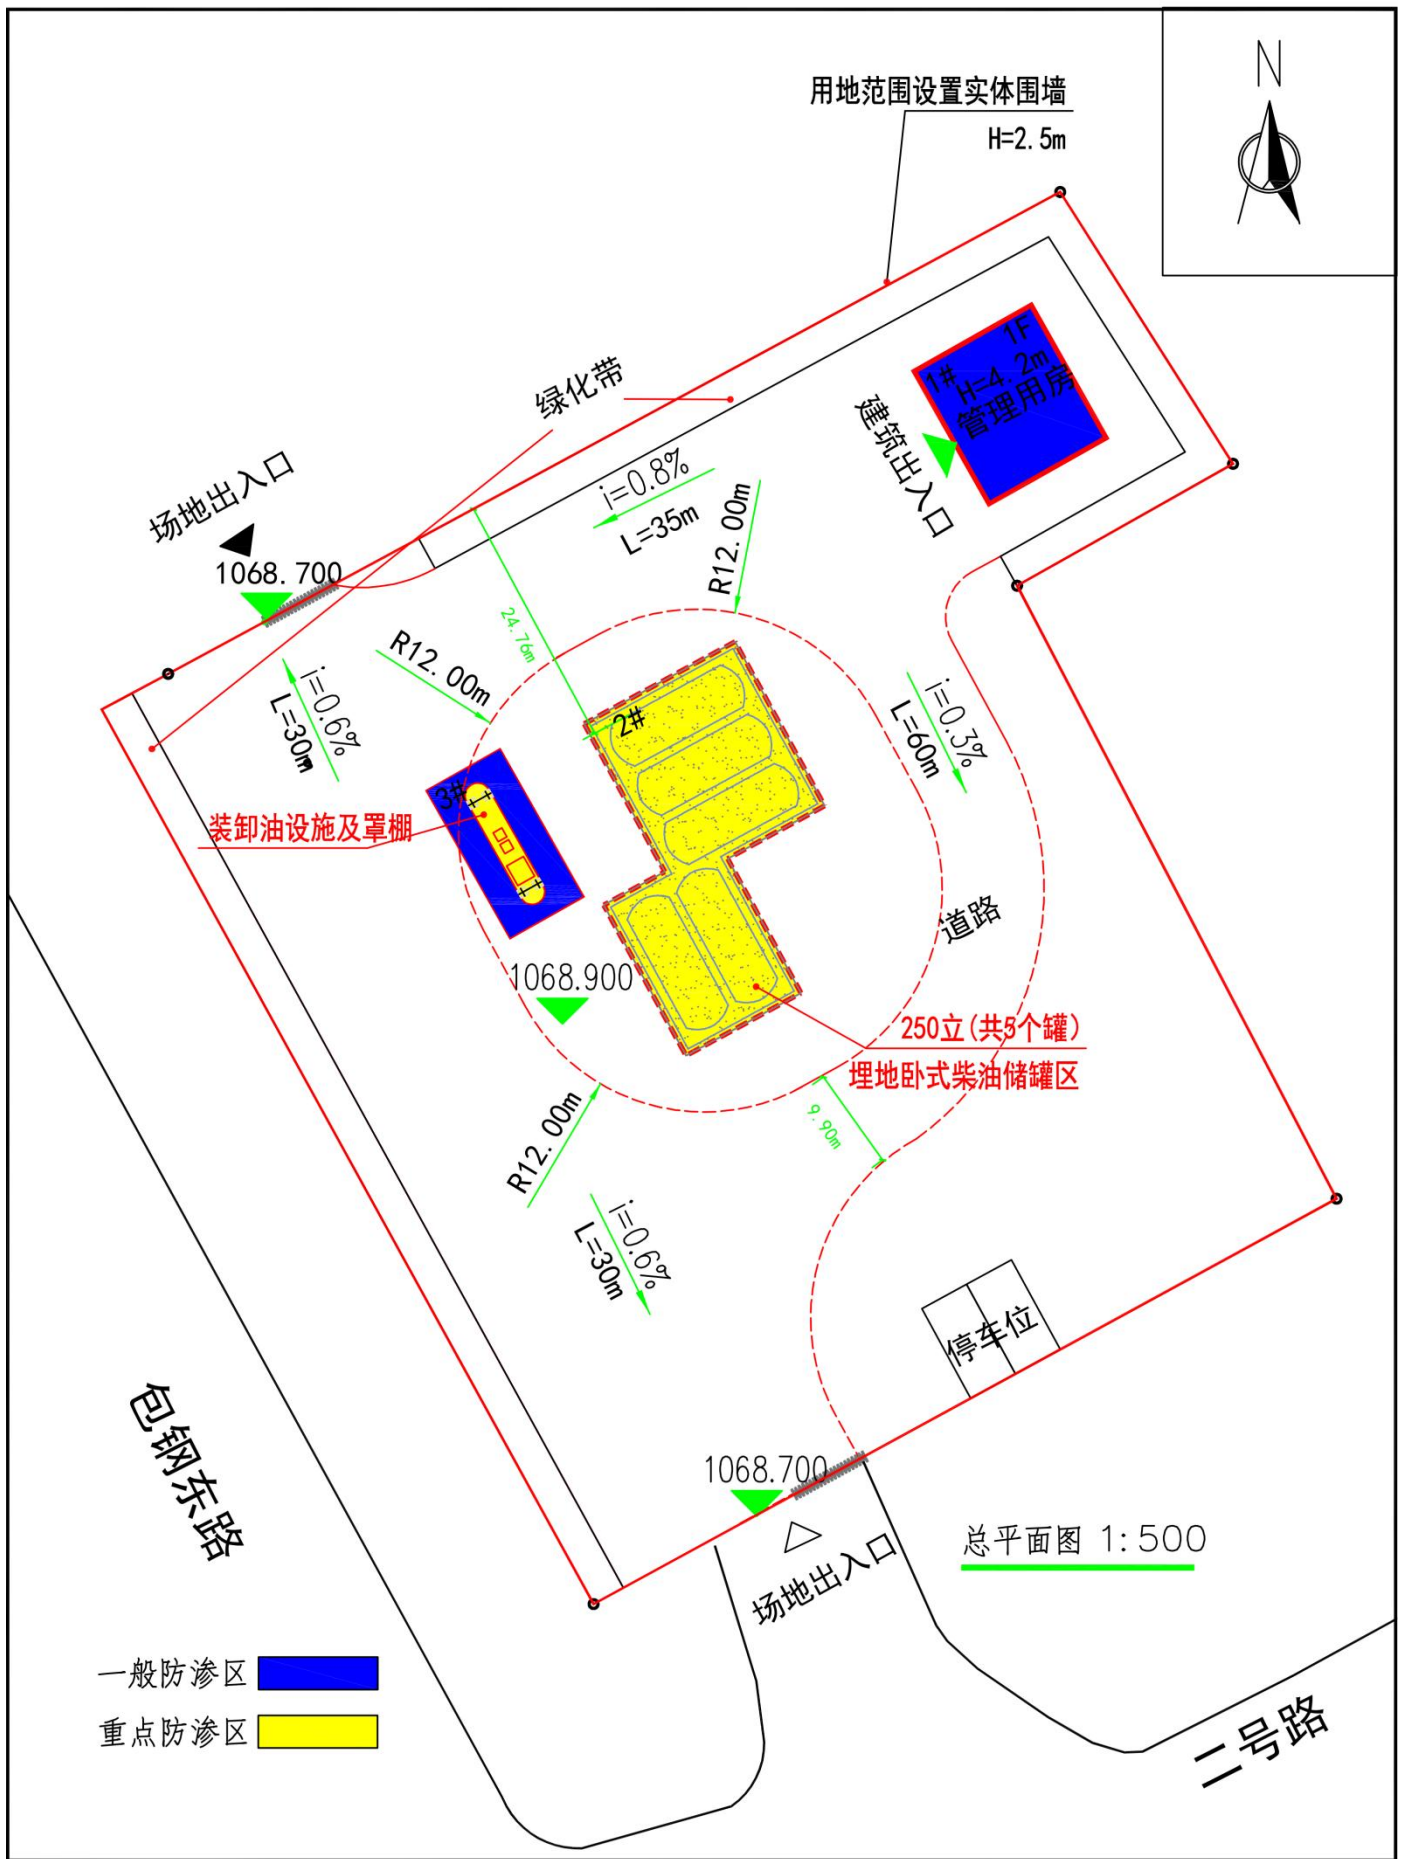 N
用地范围设置实体围墙
H=2.5m
1F
1#
H=4.2m
管理用房
建筑出入口
绿化带
场地出入口
1068.700
i=0.8%
L=35m
R12.00m
24.76m
R12.00m
i=0.6%
L=30m
2#
i=0.3%
L=60m
3#
装卸油设施及罩棚
道路
1068.900
250立(共5个罐)
埋地卧式柴油储罐区
9.90m
R12.00m
i=0.6%
L=30m
停车位
包钢东路
1068.700
场地出入口
总平面图 1:500
一般防渗区
重点防渗区
二号路